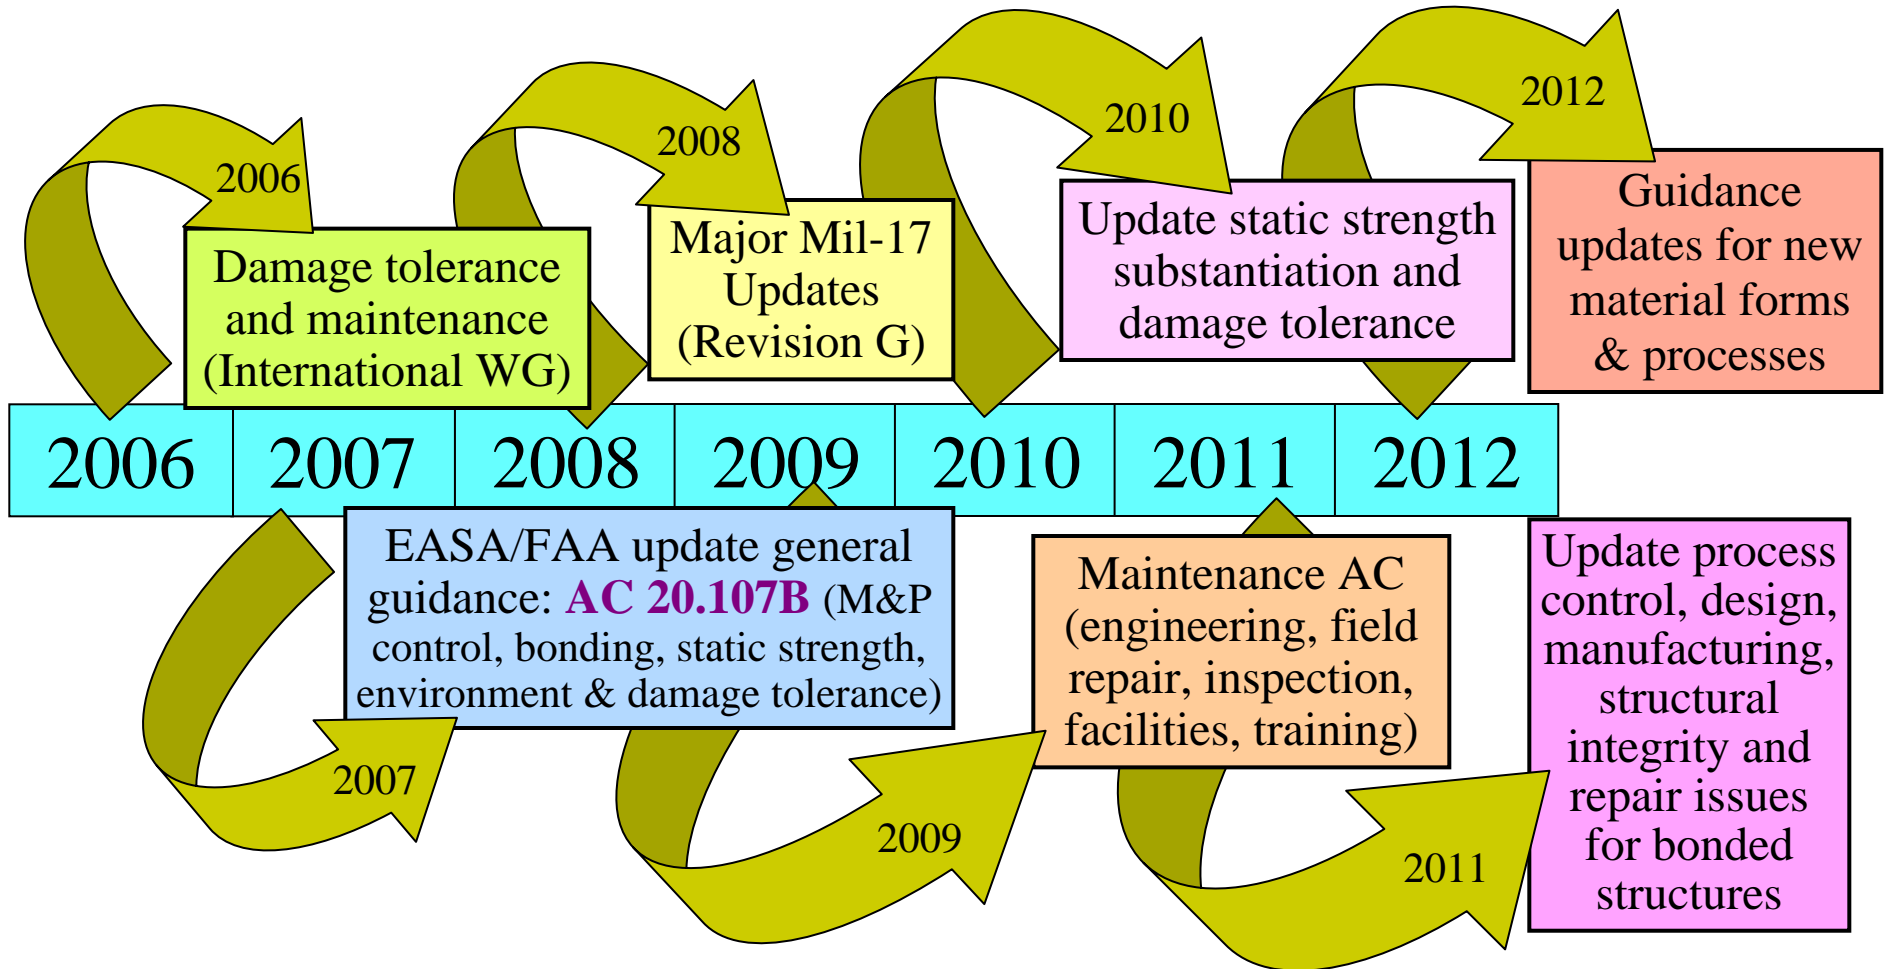 2006
2008
2010
2012
Damage tolerance
and maintenance
(International WG)
Major Mil-17
Updates
(Revision G)
Update static strength
substantiation and
damage tolerance
Guidance
updates for new
material forms
& processes
2006
2007
2008
2009
2010
2011
2012
EASA/FAA update general
guidance: AC 20.107B (M&P
control, bonding, static strength,
environment & damage tolerance)
Maintenance AC
(engineering, field
repair, inspection,
facilities, training)
Update process
control, design,
manufacturing,
structural
integrity and
repair issues
for bonded
structures
2007
2009
2011